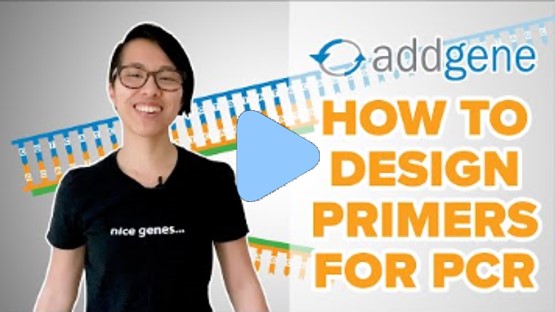 addgene
HOW TO
DESIGN
PRIMERS
FOR PCR
nice genes...